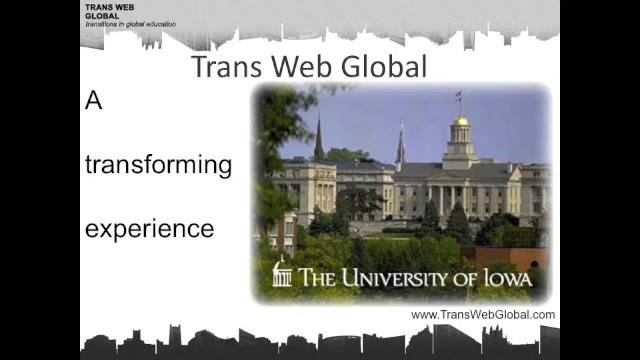 TRANS WEB
GLOBAL
transitions in global education
Trans Web Global
A
transforming
experience
THE UNIVERSITY OF IOWA
www.TransWebGlobal.com